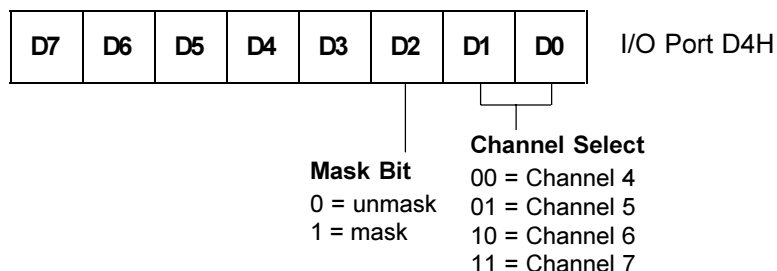 D7 D6 D5 D4 D3 D2 D1 D0 I/O Port D4H
Mask Bit
0 = unmask
1 = mask
Channel Select
00 = Channel 4
01 = Channel 5
10 = Channel 6
11 = Channel 7